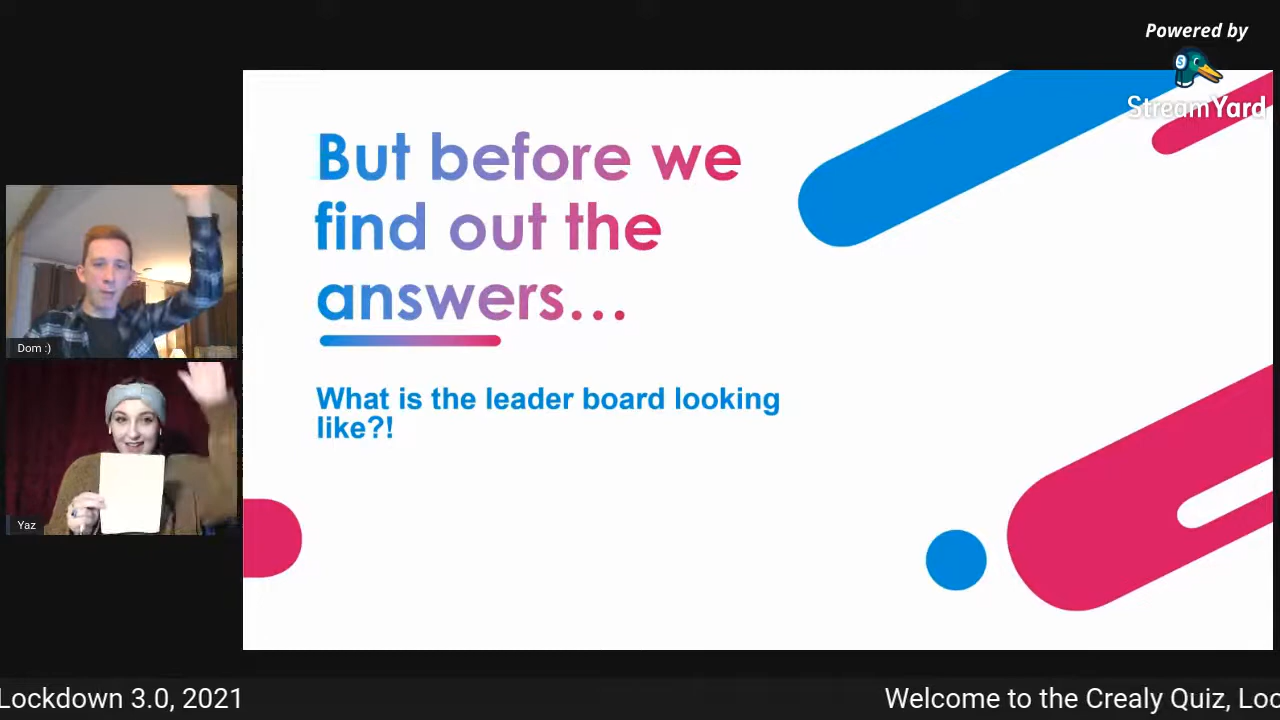 Powered by
StreamYard
But before we
find out the
answers...
What is the leader board looking
like?!
Dom :)
Yaz
Lockdown 3.0, 2021
Welcome to the Crealy Quiz, Loc